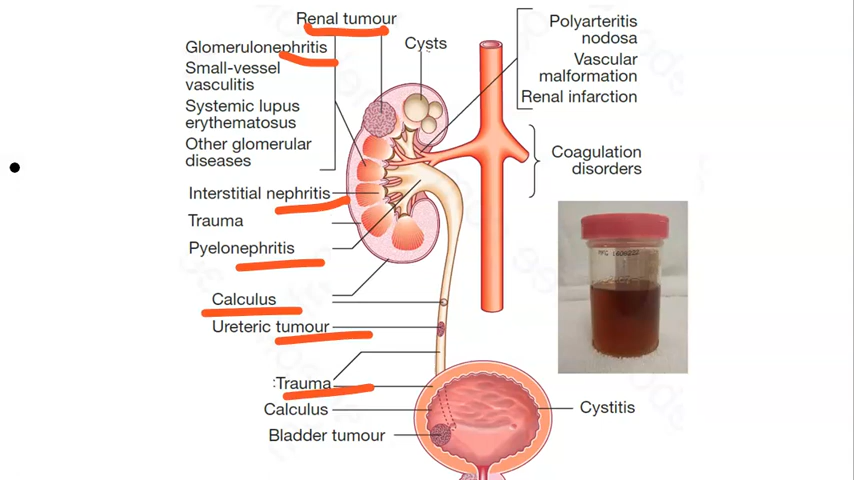 Renal tumour
Glomerulonephritis
Small-vessel
vasculitis
Systemic lupus
erythematosus
Other glomerular
diseases
Interstitial nephritis
Trauma
Pyelonephritis
Calculus
Ureteric tumour
:Trauma
Calculus
Bladder tumour
Cysts
Polyarteritis
nodosa
Vascular
malformation
Renal infarction
Coagulation
disorders
Cystitis